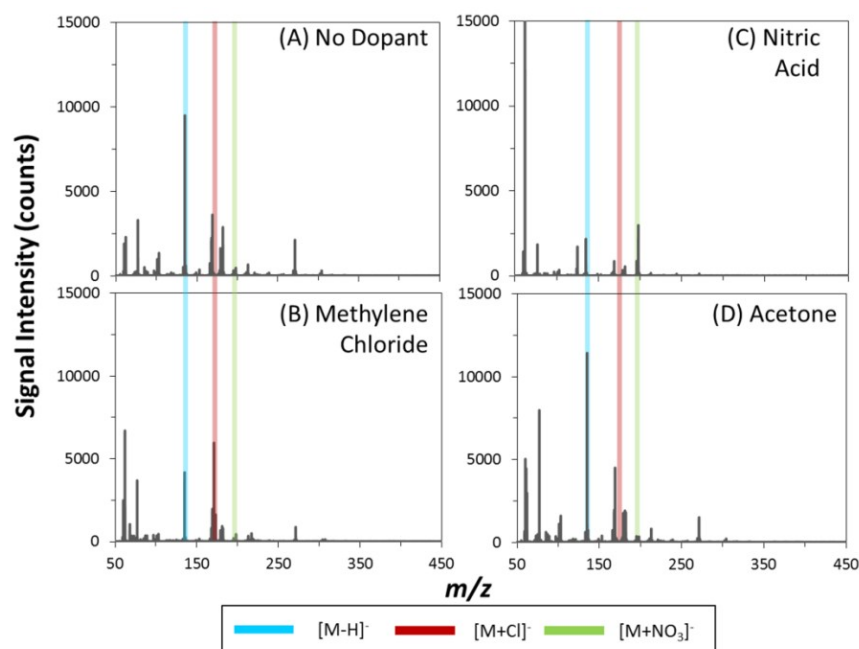 (A) No Dopant
(C) Nitric
Acid
15000
10000
5000
0
15000
10000
5000
0
Signal Intensity (counts)
(B) Methylene
Chloride
(D) Acetone
15000
10000
5000
0
50 150 250 350 450
15000
10000
5000
0
50 150 250 350 450
m/z
[M-H]⁻ [M+Cl]⁻ [M+NO₃]⁻